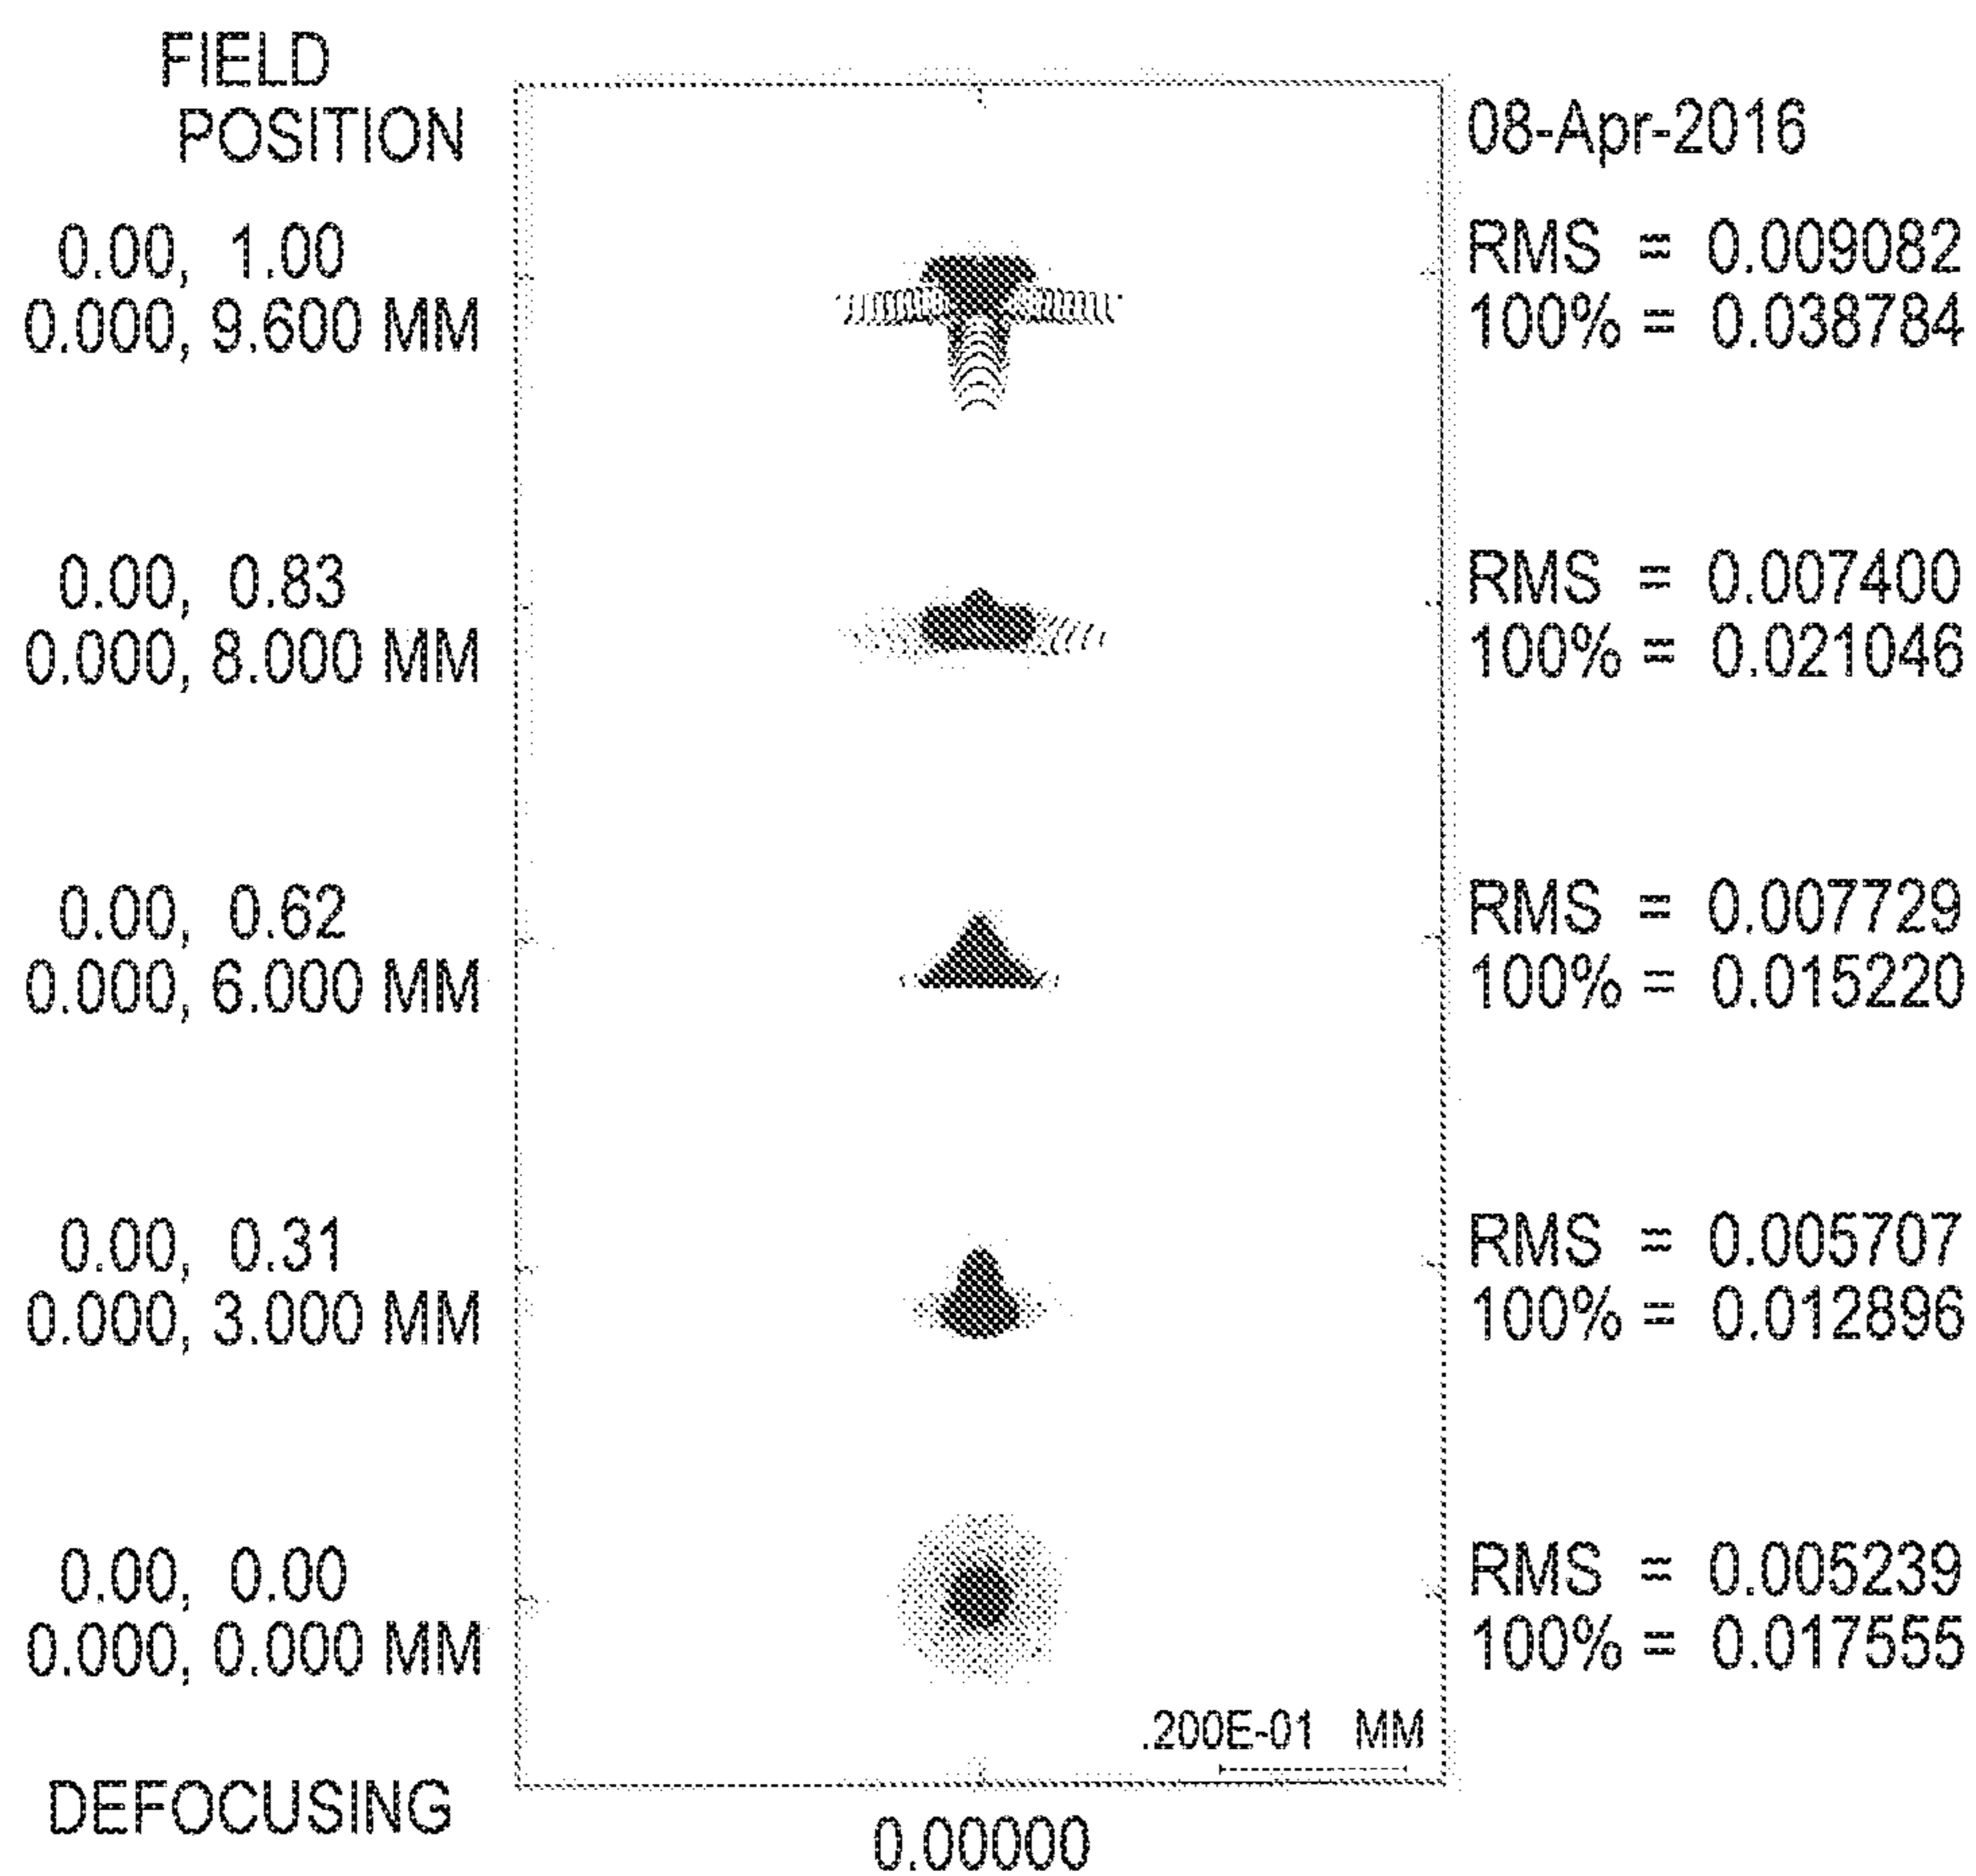 FIELD
POSITION
08-Apr-2016
0.00, 1.00
0.000, 9.600 MM
RMS = 0.009082
100% = 0.038784
0.00, 0.83
0.000, 8.000 MM
RMS = 0.007400
100% = 0.021046
0.00, 0.62
0.000, 6.000 MM
RMS = 0.007729
100% = 0.015220
0.00, 0.31
0.000, 3.000 MM
RMS = 0.005707
100% = 0.012896
0.00, 0.00
0.000, 0.000 MM
RMS = 0.005239
100% = 0.017555
.200E-01 MM
DEFOCUSING
0.00000